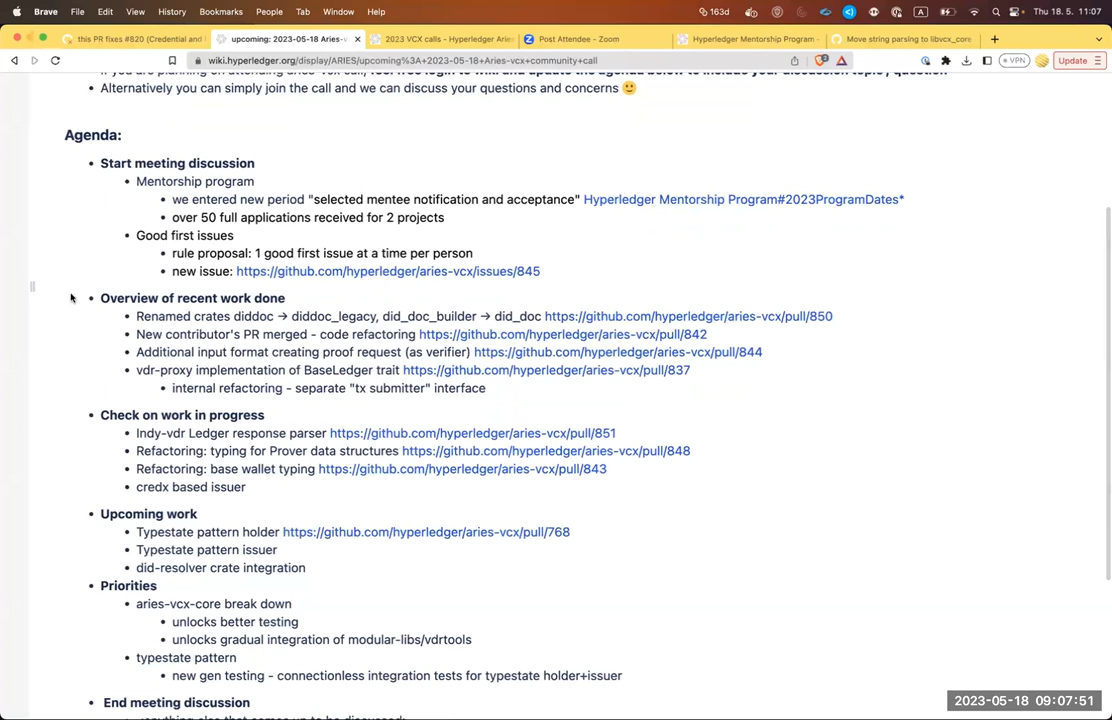 Brave File Edit View History Bookmarks People Tab Window Help 163d A Thu 18. 5. 11:07
this PR fixes #820 (Credential and upcoming: 2023-05-18 Aries-v 2023 VCX calls - Hyperledger Arie Post Attendee - Zoom Hyperledger Mentorship Program - Move string parsing to libvcx_core
wiki.hyperledger.org/display/ARIES/upcoming%3A+2023-05-18+Aries-vcx+community+call VPN Update
Alternatively you can simply join the call and we can discuss your questions and concerns 🙂
Agenda:
• Start meeting discussion
• Mentorship program
• we entered new period "selected mentee notification and acceptance" Hyperledger Mentorship Program#2023ProgramDates*
• over 50 full applications received for 2 projects
• Good first issues
• rule proposal: 1 good first issue at a time per person
• new issue: https://github.com/hyperledger/aries-vcx/issues/845
• Overview of recent work done
• Renamed crates diddoc → diddoc_legacy, did_doc_builder → did_doc https://github.com/hyperledger/aries-vcx/pull/850
• New contributor's PR merged - code refactoring https://github.com/hyperledger/aries-vcx/pull/842
• Additional input format creating proof request (as verifier) https://github.com/hyperledger/aries-vcx/pull/844
• vdr-proxy implementation of BaseLedger trait https://github.com/hyperledger/aries-vcx/pull/837
• internal refactoring - separate "tx submitter" interface
• Check on work in progress
• Indy-vdr Ledger response parser https://github.com/hyperledger/aries-vcx/pull/851
• Refactoring: typing for Prover data structures https://github.com/hyperledger/aries-vcx/pull/848
• Refactoring: base wallet typing https://github.com/hyperledger/aries-vcx/pull/843
• credx based issuer
• Upcoming work
• Typestate pattern holder https://github.com/hyperledger/aries-vcx/pull/768
• Typestate pattern issuer
• did-resolver crate integration
• Priorities
• aries-vcx-core break down
• unlocks better testing
• unlocks gradual integration of modular-libs/vdrtools
• typestate pattern
• new gen testing - connectionless integration tests for typestate holder+issuer
• End meeting discussion
2023-05-18 09:07:51